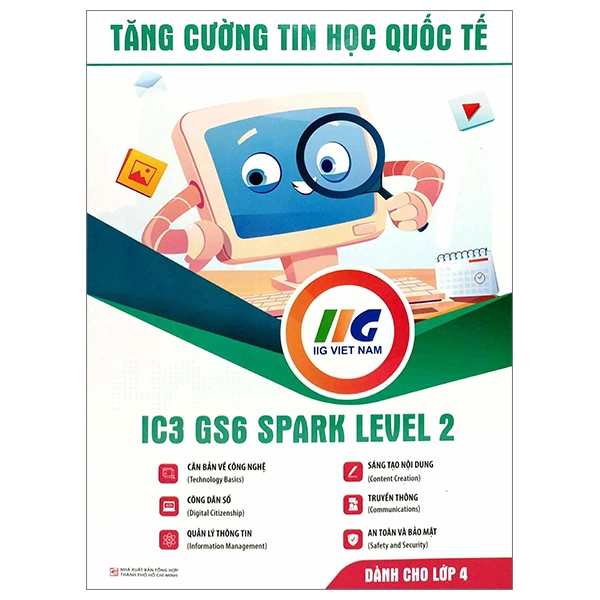 TĂNG CƯỜNG TIN HỌC QUỐC TẾ
IIG
IIG VIET NAM
IC3 GS6 SPARK LEVEL 2
CĂN BẢN VỀ CÔNG NGHỆ
(Technology Basics)
CÔNG DÂN SỐ
(Digital Citizenship)
QUẢN LÝ THÔNG TIN
(Information Management)
SÁNG TẠO NỘI DUNG
(Content Creation)
TRUYỀN THÔNG
(Communications)
AN TOÀN VÀ BẢO MẬT
(Safety and Security)
NHÀ XUẤT BẢN TỔNG HỢP
THÀNH PHỐ HỒ CHÍ MINH
DÀNH CHO LỚP 4